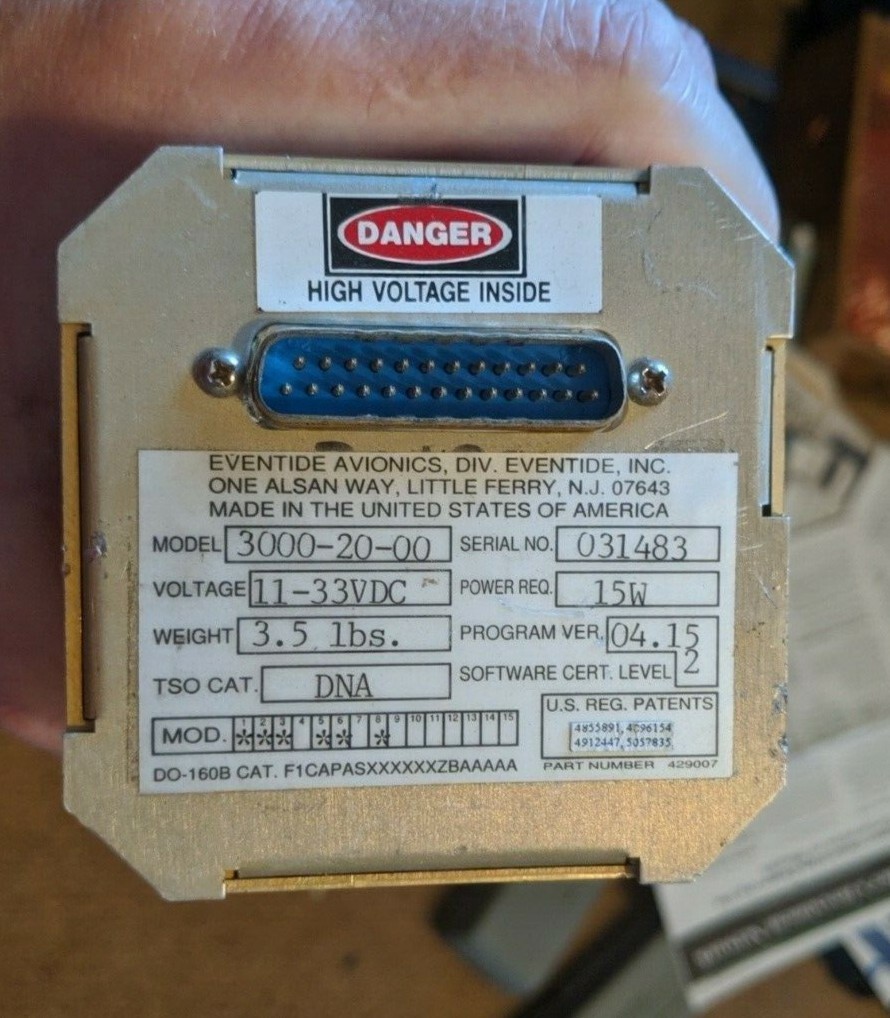 DANGER
HIGH VOLTAGE INSIDE
EVENTIDE AVIONICS, DIV. EVENTIDE, INC.
ONE ALSAN WAY, LITTLE FERRY, N.J. 07643
MADE IN THE UNITED STATES OF AMERICA
MODEL 3000-20-00 SERIAL NO. 031483
VOLTAGE 11-33VDC POWER REQ. 15W
WEIGHT 3.5 lbs. PROGRAM VER. 04.15
TSO CAT. DNA SOFTWARE CERT. LEVEL 2
U.S. REG. PATENTS
MOD. 1 2 3 4 5 6 7 8 9 10 11 12 13 14 15
* * * * * *
4855891,
4912447, 5057835
DO-160B CAT. F1CAPASXXXXXXZBAAAAA PART NUMBER 429007